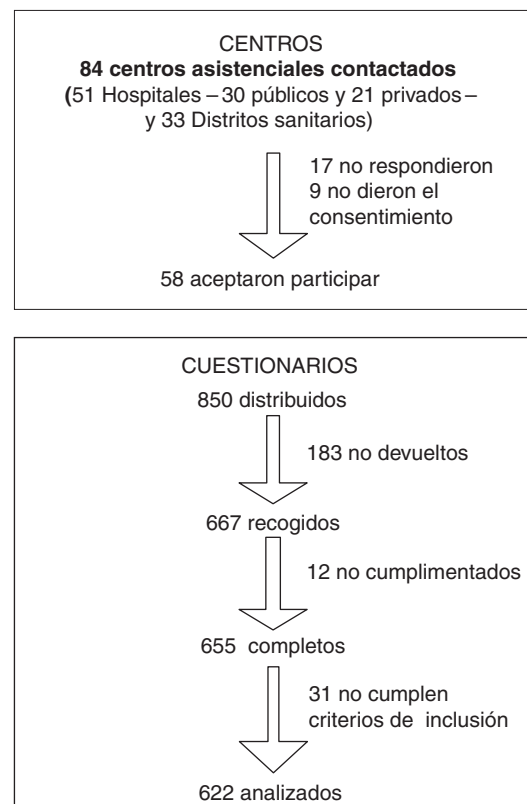 CENTROS
84 centros asistenciales contactados
(51 Hospitales – 30 públicos y 21 privados –
y 33 Distritos sanitarios)
17 no respondieron
9 no dieron el
consentimiento
58 aceptaron participar
CUESTIONARIOS
850 distribuidos
183 no devueltos
667 recogidos
12 no cumplimentados
655 completos
31 no cumplen
criterios de inclusión
622 analizados